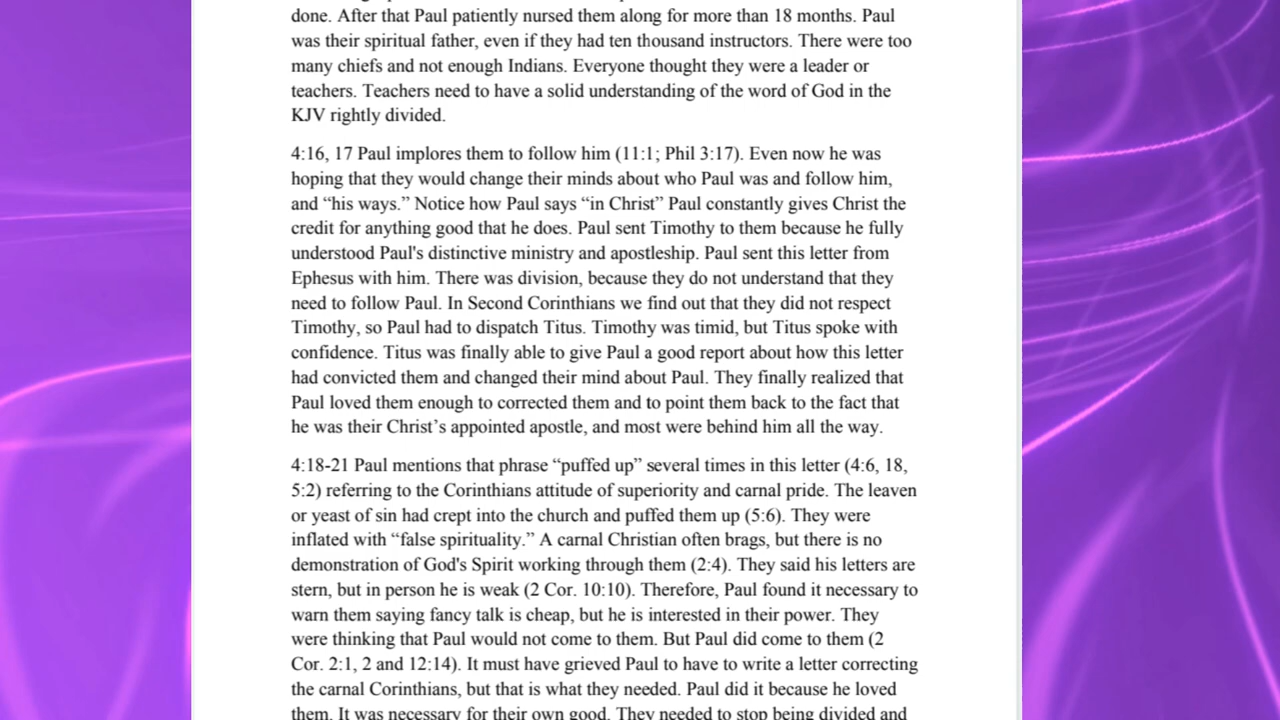 done. After that Paul patiently nursed them along for more than 18 months. Paul
was their spiritual father, even if they had ten thousand instructors. There were too
many chiefs and not enough Indians. Everyone thought they were a leader or
teachers. Teachers need to have a solid understanding of the word of God in the
KJV rightly divided.
4:16, 17 Paul implores them to follow him (11:1; Phil 3:17). Even now he was
hoping that they would change their minds about who Paul was and follow him,
and “his ways.” Notice how Paul says “in Christ” Paul constantly gives Christ the
credit for anything good that he does. Paul sent Timothy to them because he fully
understood Paul's distinctive ministry and apostleship. Paul sent this letter from
Ephesus with him. There was division, because they do not understand that they
need to follow Paul. In Second Corinthians we find out that they did not respect
Timothy, so Paul had to dispatch Titus. Timothy was timid, but Titus spoke with
confidence. Titus was finally able to give Paul a good report about how this letter
had convicted them and changed their mind about Paul. They finally realized that
Paul loved them enough to corrected them and to point them back to the fact that
he was their Christ’s appointed apostle, and most were behind him all the way.
4:18-21 Paul mentions that phrase “puffed up” several times in this letter (4:6, 18,
5:2) referring to the Corinthians attitude of superiority and carnal pride. The leaven
or yeast of sin had crept into the church and puffed them up (5:6). They were
inflated with “false spirituality.” A carnal Christian often brags, but there is no
demonstration of God's Spirit working through them (2:4). They said his letters are
stern, but in person he is weak (2 Cor. 10:10). Therefore, Paul found it necessary to
warn them saying fancy talk is cheap, but he is interested in their power. They
were thinking that Paul would not come to them. But Paul did come to them (2
Cor. 2:1, 2 and 12:14). It must have grieved Paul to have to write a letter correcting
the carnal Corinthians, but that is what they needed. Paul did it because he loved
them. It was necessary for their own good. They needed to stop being divided and